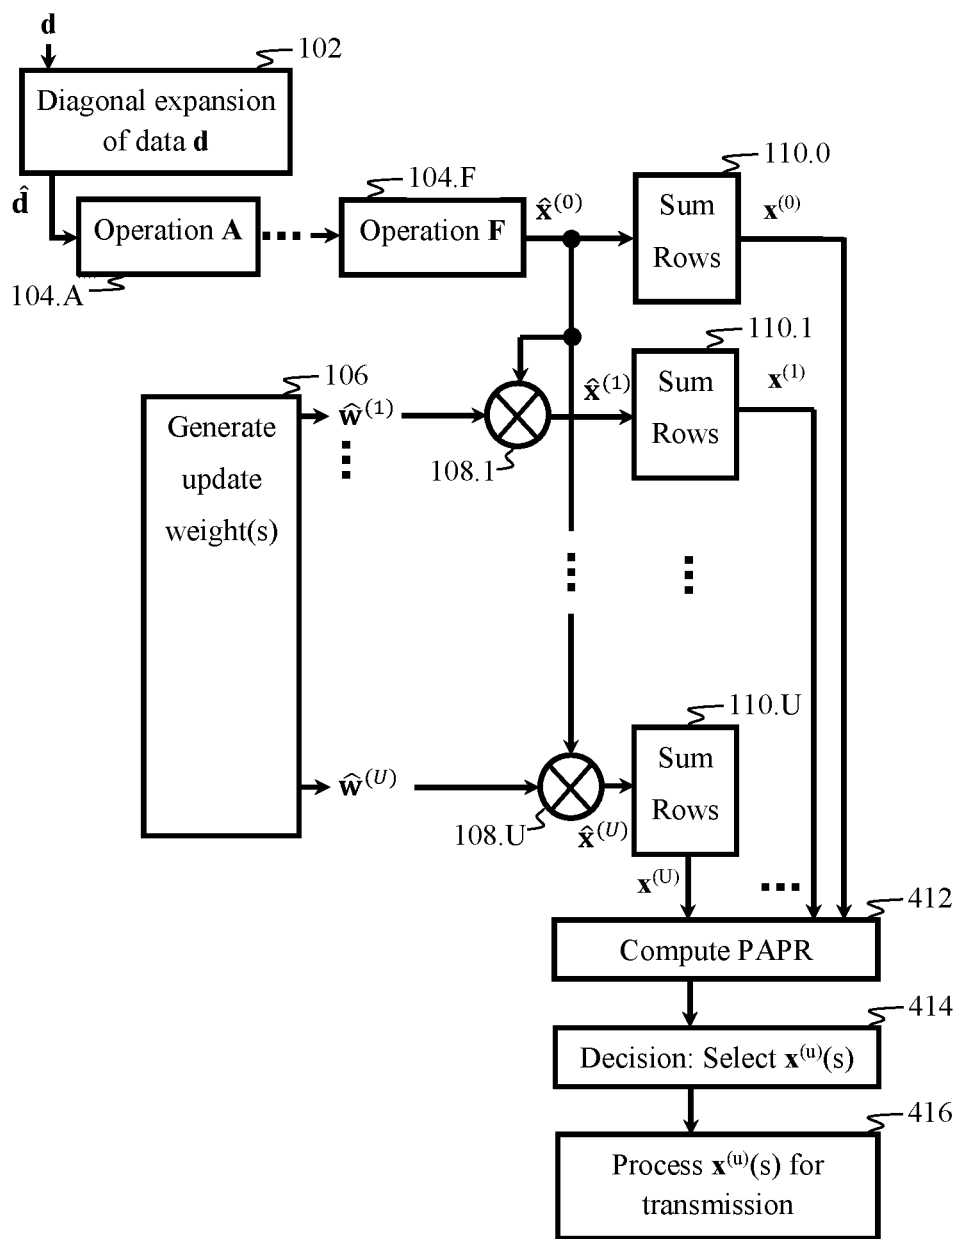 d
102
Diagonal expansion
of data d
d̂
104.F
110.0
Operation A
Operation F
x̂⁽⁰⁾
Sum
Rows
x⁽⁰⁾
104.A
110.1
106
Generate
update
weight(s)
ŵ⁽¹⁾
x̂⁽¹⁾
Sum
Rows
x⁽¹⁾
108.1
110.U
ŵ⁽ᵁ⁾
Sum
Rows
108.U
x̂⁽ᵁ⁾
x⁽ᵁ⁾
412
Compute PAPR
414
Decision: Select x⁽ᵘ⁾(s)
416
Process x⁽ᵘ⁾(s) for
transmission